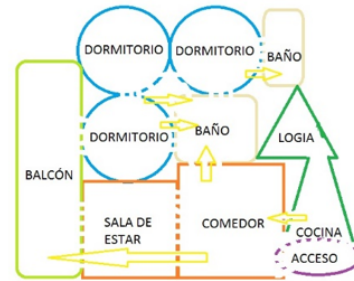 DORMITORIO
DORMITORIO
BAÑO
DORMITORIO
BAÑO
LOGIA
BALCÓN
SALA DE
ESTAR
COMEDOR
COCINA
ACCESO